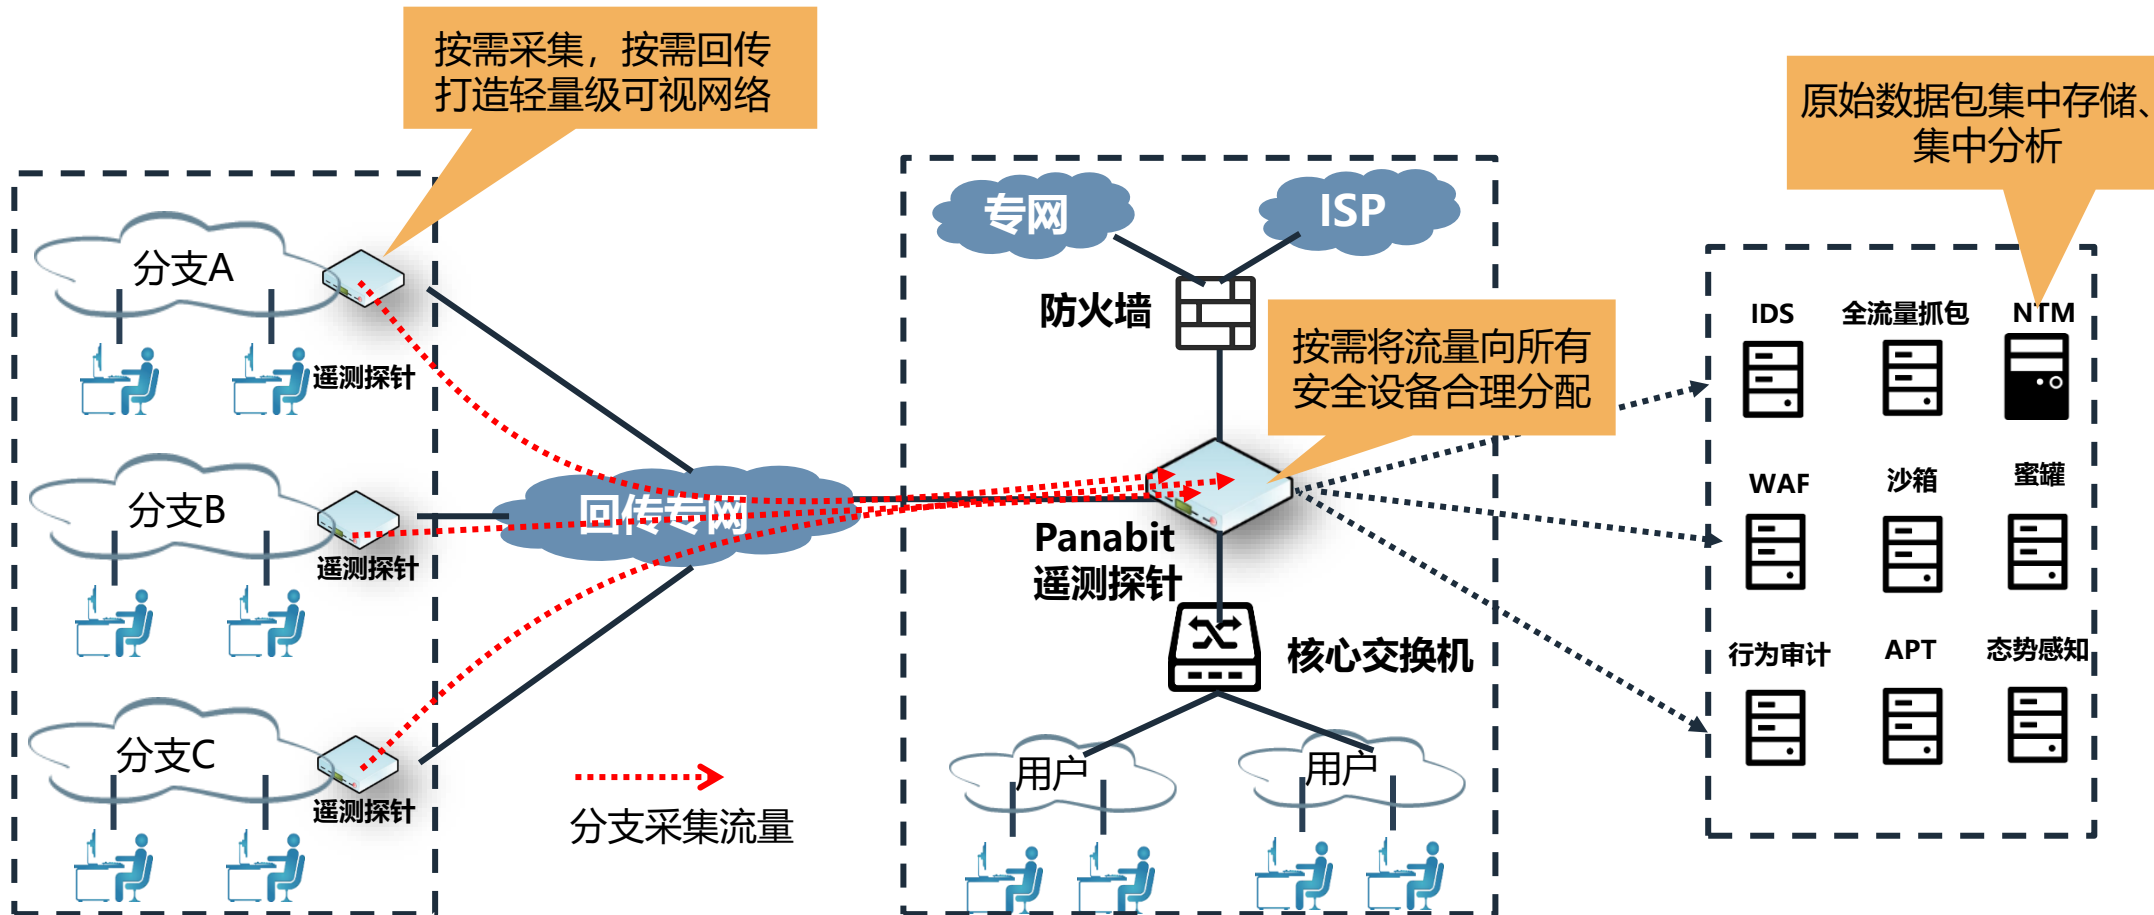 按需采集，按需回传
打造轻量级可视网络
原始数据包集中存储、
集中分析
分支A
遥测探针
分支B
遥测探针
分支C
遥测探针
回传专网
分支采集流量
专网
ISP
防火墙
按需将流量向所有
安全设备合理分配
Panabit
遥测探针
核心交换机
用户
用户
IDS
全流量抓包
NTM
WAF
沙箱
蜜罐
行为审计
APT
态势感知